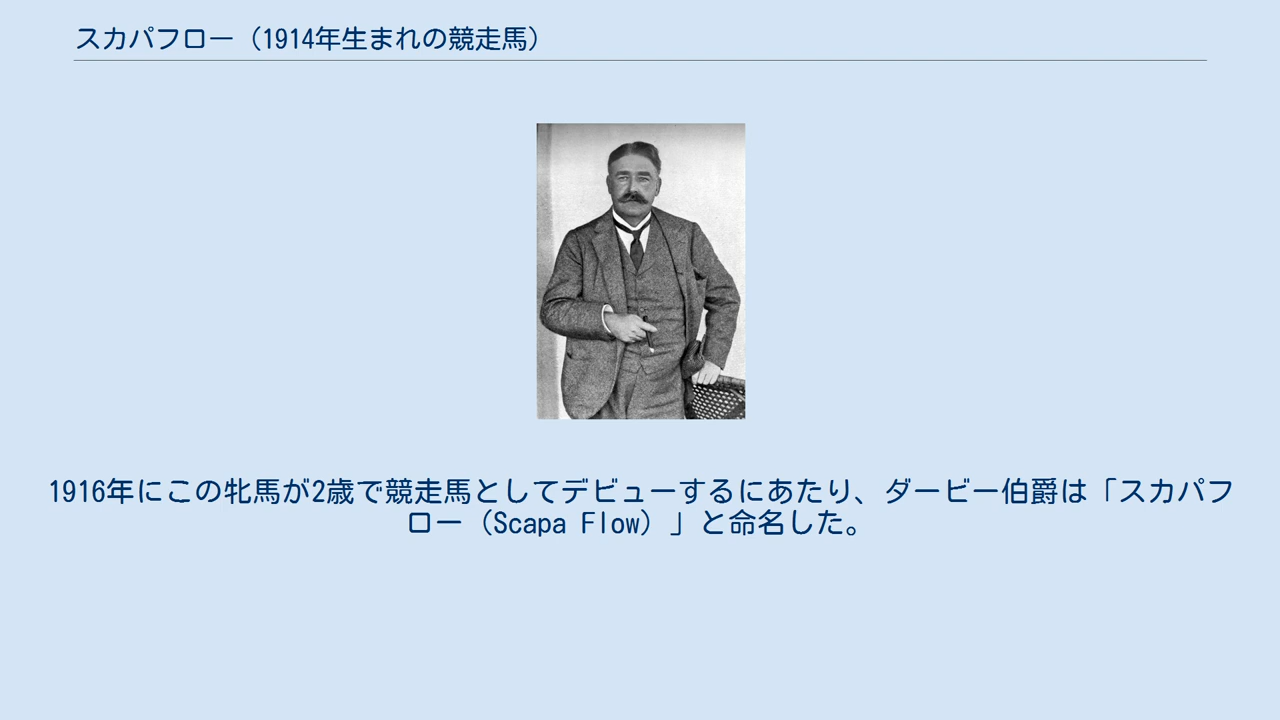 スカパフロー（1914年生まれの競走馬）
1916年にこの牝馬が2歳で競走馬としてデビューするにあたり、ダービー伯爵は「スカパフ
ロー（Scapa Flow）」と命名した。